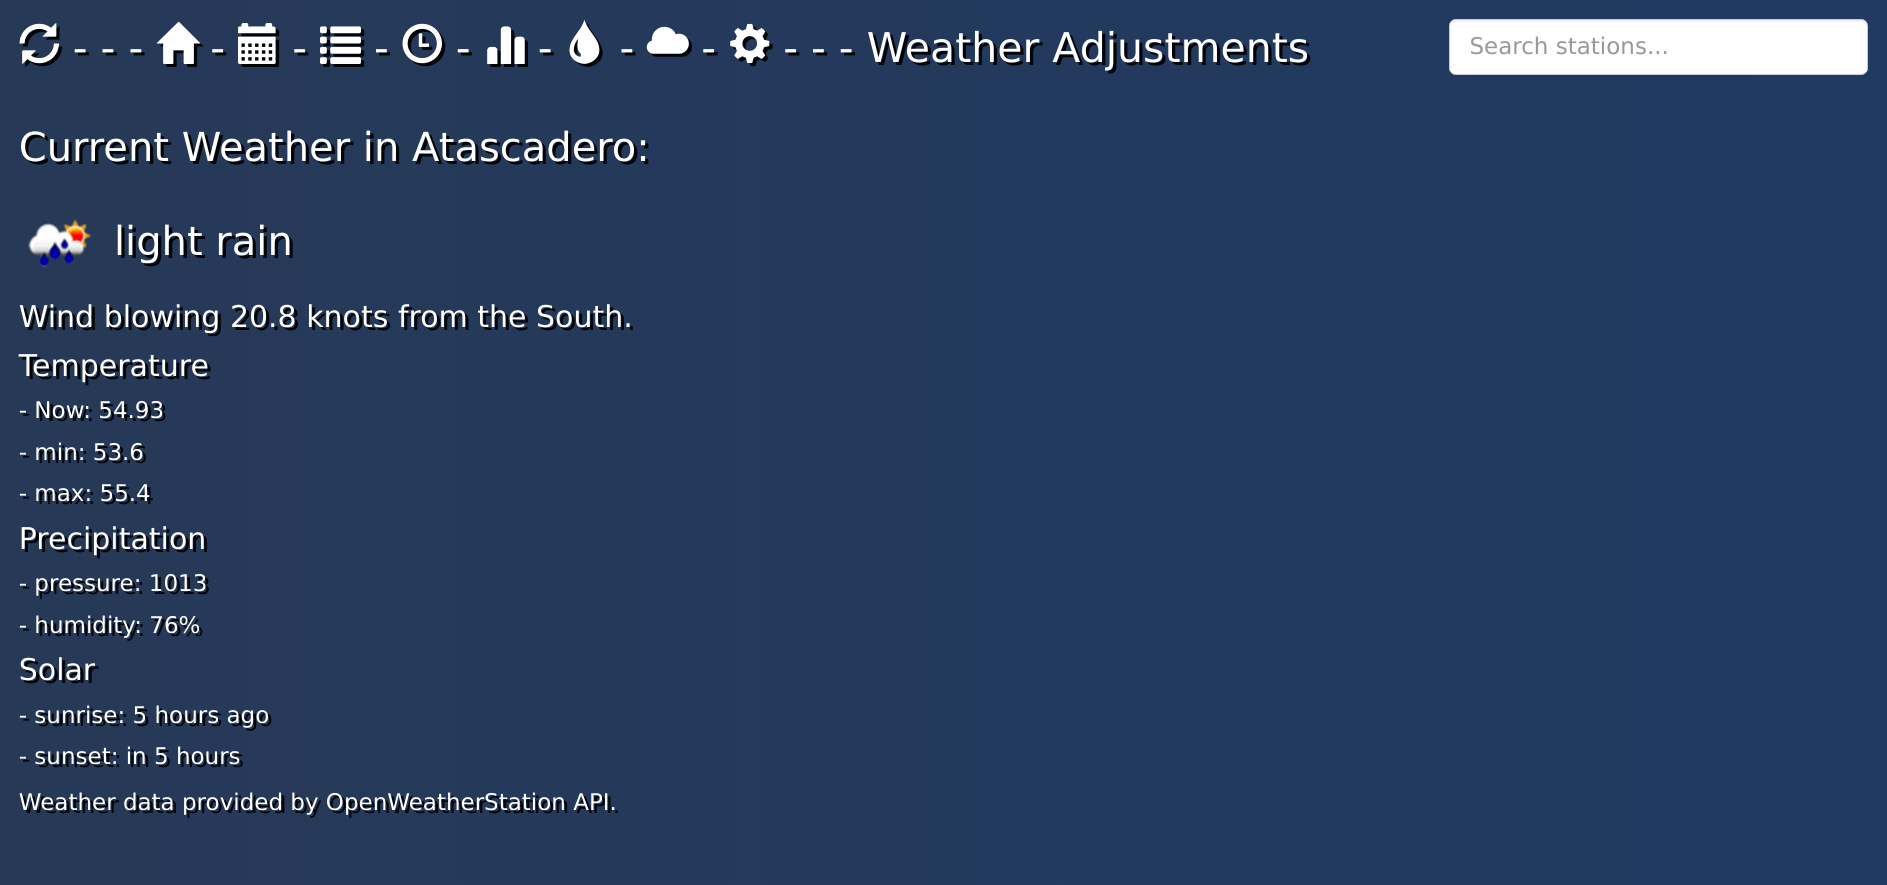 - - - - - - - - - - - - - Weather Adjustments Search stations...
Current Weather in Atascadero:
light rain
Wind blowing 20.8 knots from the South.
Temperature
- Now: 54.93
- min: 53.6
- max: 55.4
Precipitation
- pressure: 1013
- humidity: 76%
Solar
- sunrise: 5 hours ago
- sunset: in 5 hours
Weather data provided by OpenWeatherStation API.